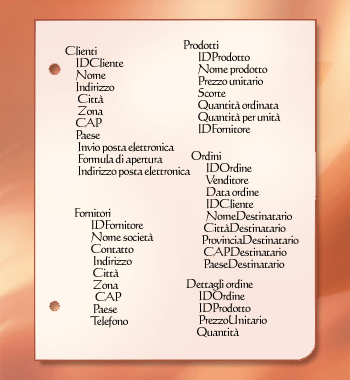 Clienti
IDCliente
Nome
Indirizzo
Città
Zona
CAP
Paese
Invio posta elettronica
Formula di apertura
Indirizzo posta elettronica
Fornitori
IDFornitore
Nome società
Contatto
Indirizzo
Città
Zona
CAP
Paese
Telefono
Prodotti
IDProdotto
Nome prodotto
Prezzo unitario
Scorte
Quantità ordinata
Quantità per unità
IDFornitore
Ordini
IDOrdine
Venditore
Data ordine
IDCliente
NomeDestinatario
CittàDestinatario
ProvinciaDestinatario
CAPDestinatario
PaeseDestinatario
Dettagli ordine
IDOrdine
IDProdotto
PrezzoUnitario
Quantità